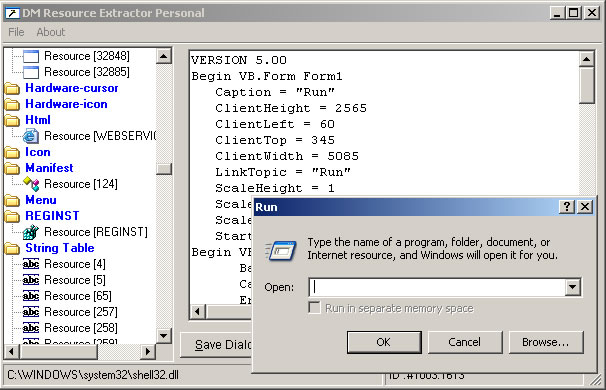 DM Resource Extractor Personal
File About
Resource [32848]
Resource [32885]
Hardware-cursor
Hardware-icon
Html
Resource [WEBSERVI
Icon
Manifest
Resource [124]
Menu
REGINST
Resource [REGINST]
String Table
abc Resource [4]
abc Resource [5]
abc Resource [65]
abc Resource [257]
abc Resource [258]
VERSION 5.00
Begin VB.Form Form1
Caption = "Run"
ClientHeight = 2565
ClientLeft = 60
ClientTop = 345
ClientWidth = 5085
LinkTopic = "Run"
ScaleHeight = 1
Scale
Scale
Start
Begin VB
Ba
Ca
En
Save Dialo
Run
Type the name of a program, folder, document, or
Internet resource, and Windows will open it for you.
Open:
Run in separate memory space
OK Cancel Browse...
C:\WINDOWS\system32\shell32.dll
ID :#1003.1613